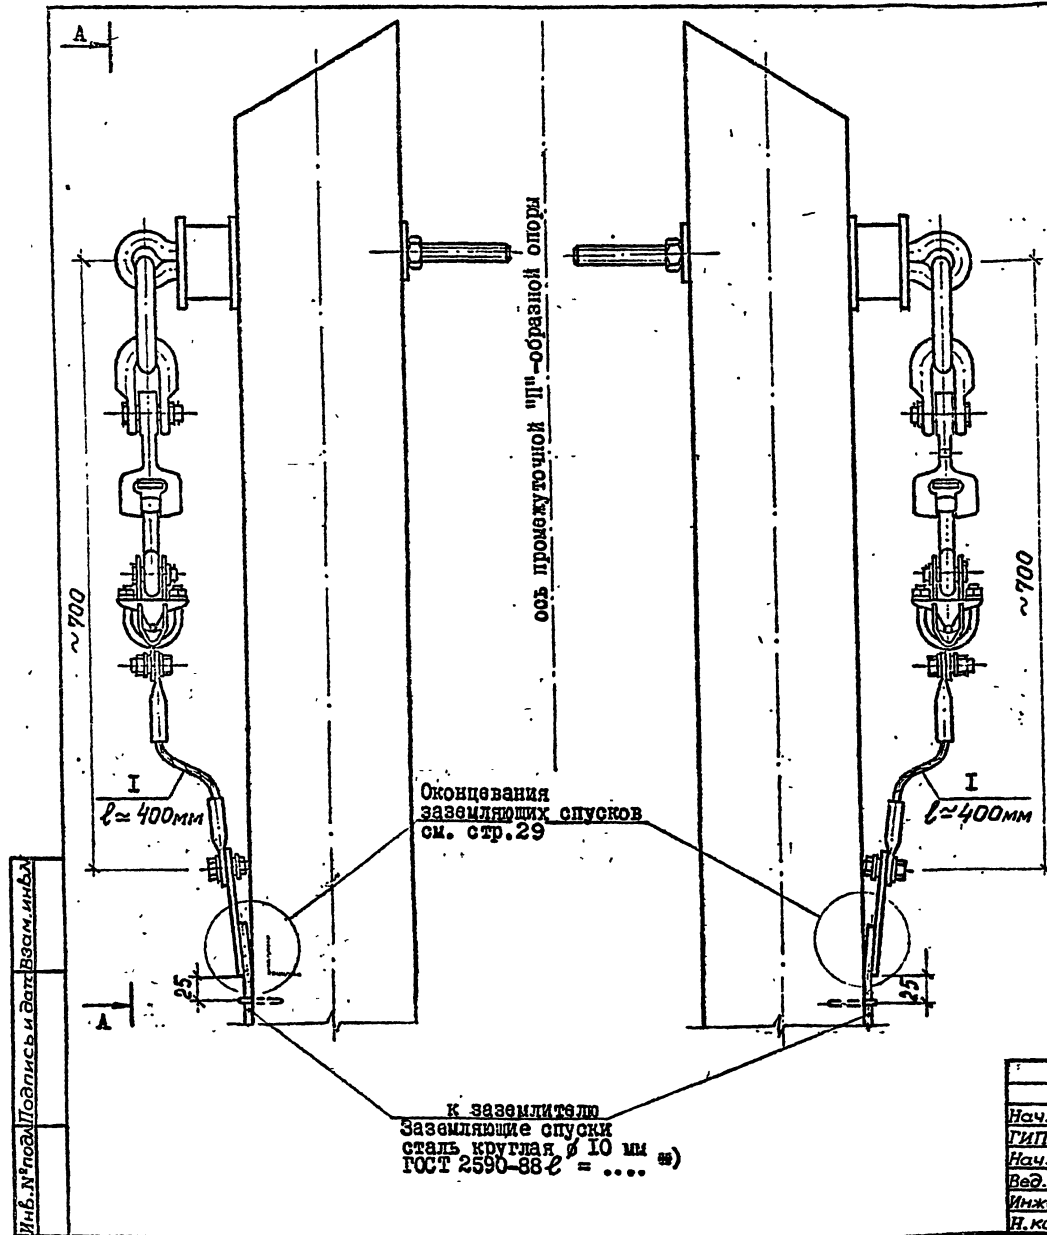 А
ось промежуточной "П"-образной опоры
~700
~700
I
ℓ≃400мм
I
ℓ≃400мм
Оконцевания
заземляющих спусков
см. стр.29
25
25
А
к заземлителю
Заземляющие спуски
сталь круглая ϕ 10 мм
ГОСТ 2590-88 ℓ = .... *)
Инв.№подл
Подпись и дата
Взам.инв.№
Нач.
ГИП
Нач.
Вед.
Инж
Н.ко